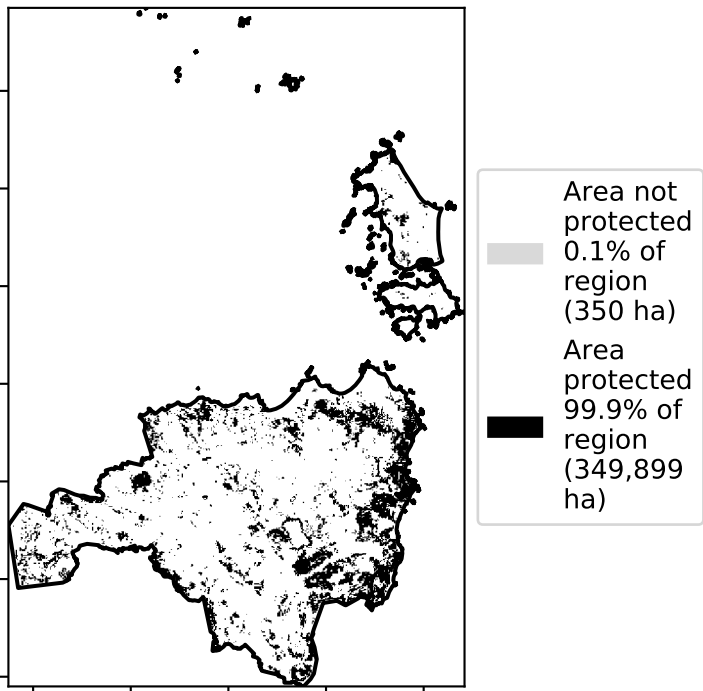 Area not
protected
0.1% of
region
(350 ha)
Area
protected
99.9% of
region
(349,899
ha)